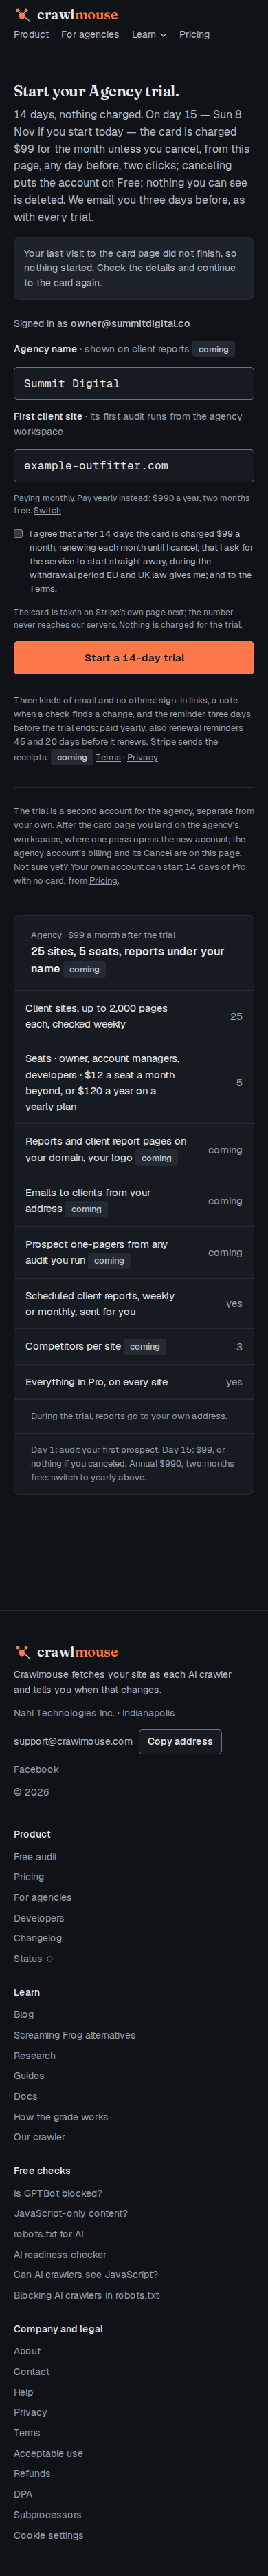 crawlmouse
Product For agencies Learn Pricing
Start your Agency trial.
14 days, nothing charged. On day 15 — Sun 8
Nov if you start today — the card is charged
$99 for the month unless you cancel, from this
page, any day before, two clicks; canceling
puts the account on Free; nothing you can see
is deleted. We email you three days before, as
with every trial.
Your last visit to the card page did not finish, so
nothing started. Check the details and continue
to the card again.
Signed in as owner@summitdigital.co
Agency name · shown on client reports coming
Summit Digital
First client site · its first audit runs from the agency
workspace
example-outfitter.com
Paying monthly. Pay yearly instead: $990 a year, two months
free. Switch
I agree that after 14 days the card is charged $99 a
month, renewed each month until I cancel; that I ask for
the service to start straight away, during the
withdrawal period EU and UK law gives me; and to the
Terms.
The card is taken on Stripe's own page next; the number
never reaches our servers. Nothing is charged for the trial.
Start a 14-day trial
Three kinds of email and no others: sign-in links, a note
when a check finds a change, and the reminder three days
before the trial ends; paid yearly, also renewal reminders
45 and 20 days before it renews. Stripe sends the
receipts. coming Terms · Privacy
The trial is a second account for the agency, separate from
your own. After the card page you land on the agency's
workspace, where one press opens the new account; the
agency account's billing and its Cancel are on this page.
Not sure yet? Your own account can start 14 days of Pro
with no card, from Pricing.
Agency · $99 a month after the trial
25 sites, 5 seats, reports under your
name coming
Client sites, up to 2,000 pages
each, checked weekly
25
Seats · owner, account managers,
developers · $12 a seat a month
beyond, or $120 a year on a
yearly plan
5
Reports and client report pages on
your domain, your logo coming
coming
Emails to clients from your
address coming
coming
Prospect one-pagers from any
audit you run coming
coming
Scheduled client reports, weekly
or monthly, sent for you
yes
Competitors per site coming
3
Everything in Pro, on every site
yes
During the trial, reports go to your own address.
Day 1: audit your first prospect. Day 15: $99, or
nothing if you canceled. Annual $990, two months
free: switch to yearly above.
crawlmouse
Crawlmouse fetches your site as each AI crawler
and tells you when that changes.
Nahl Technologies Inc. · Indianapolis
support@crawlmouse.com Copy address
Facebook
© 2026
Product
Free audit
Pricing
For agencies
Developers
Changelog
Status
Learn
Blog
Screaming Frog alternatives
Research
Guides
Docs
How the grade works
Our crawler
Free checks
Is GPTBot blocked?
JavaScript-only content?
robots.txt for AI
AI readiness checker
Can AI crawlers see JavaScript?
Blocking AI crawlers in robots.txt
Company and legal
About
Contact
Help
Privacy
Terms
Acceptable use
Refunds
DPA
Subprocessors
Cookie settings